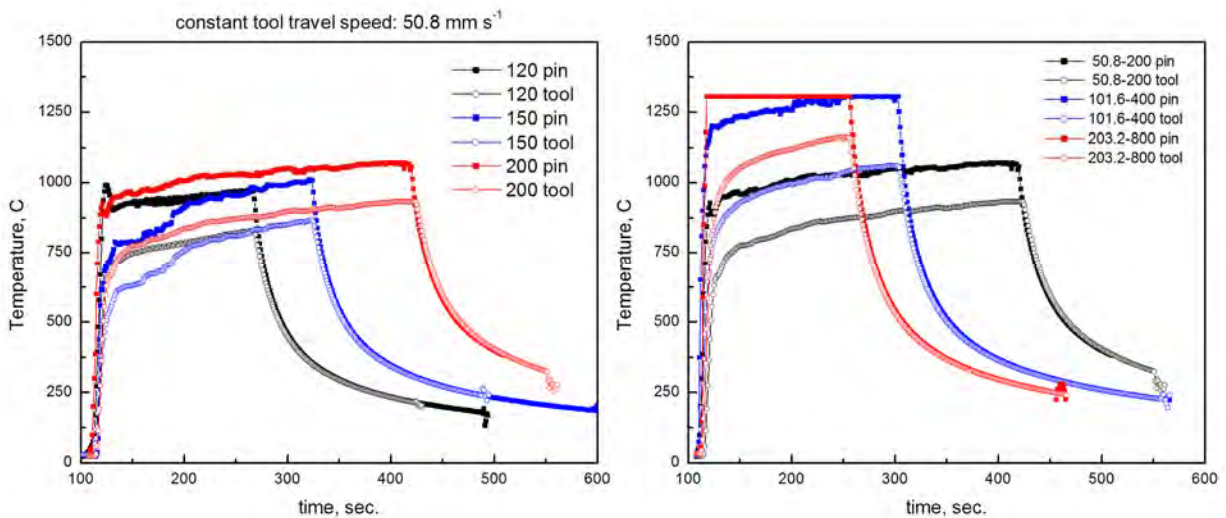 constant tool travel speed: 50.8 mm s⁻¹
1500
1250
1000
750
500
250
0
Temperature, C
120 pin
120 tool
150 pin
150 tool
200 pin
200 tool
100 200 300 400 500 600
time, sec.
1500
1250
1000
750
500
250
0
Temperature, C
50.8-200 pin
50.8-200 tool
101.6-400 pin
101.6-400 tool
203.2-800 pin
203.2-800 tool
100 200 300 400 500 600
time, sec.